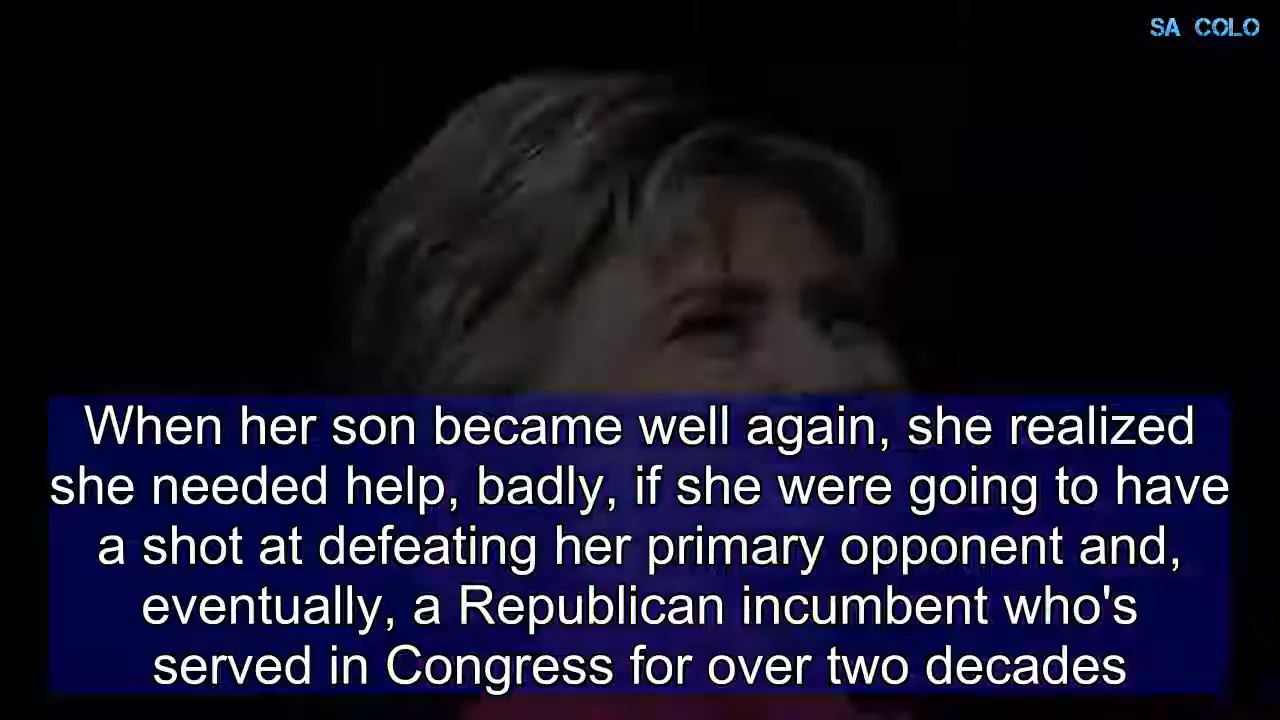 SA COLO
When her son became well again, she realized
she needed help, badly, if she were going to have
a shot at defeating her primary opponent and,
eventually, a Republican incumbent who's
served in Congress for over two decades